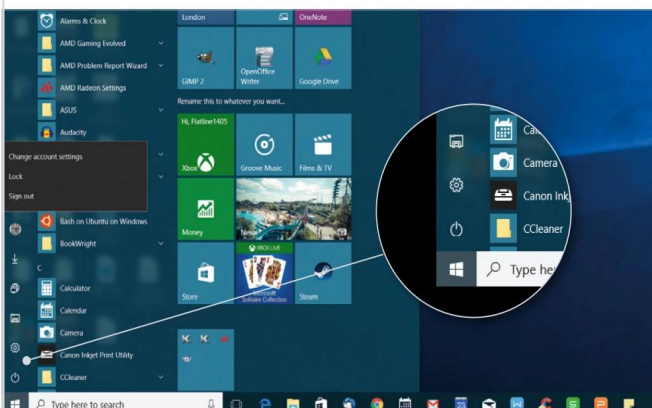 Alarms & Clock
AMD Gaming Evolved
AMD Problem Report Wizard
AMD Radeon Settings
ASUS
Audacity
Change account settings
Lock
Sign out
Bash on Ubuntu on Windows
BookWright
C
Calculator
Calendar
Camera
Canon Inkjet Print Utility
CCleaner
Type here to search
London
OneNote
GIMP 2
OpenOffice
Writer
Google Drive
Rename this to whatever you want...
Hi, Flatline1405
Xbox
Groove Music
Films & TV
Money
News
XBOX LIVE
Store
Microsoft
Solitaire Collection
Steam
Cal
Camera
Canon Ink
CCleaner
Type he
23